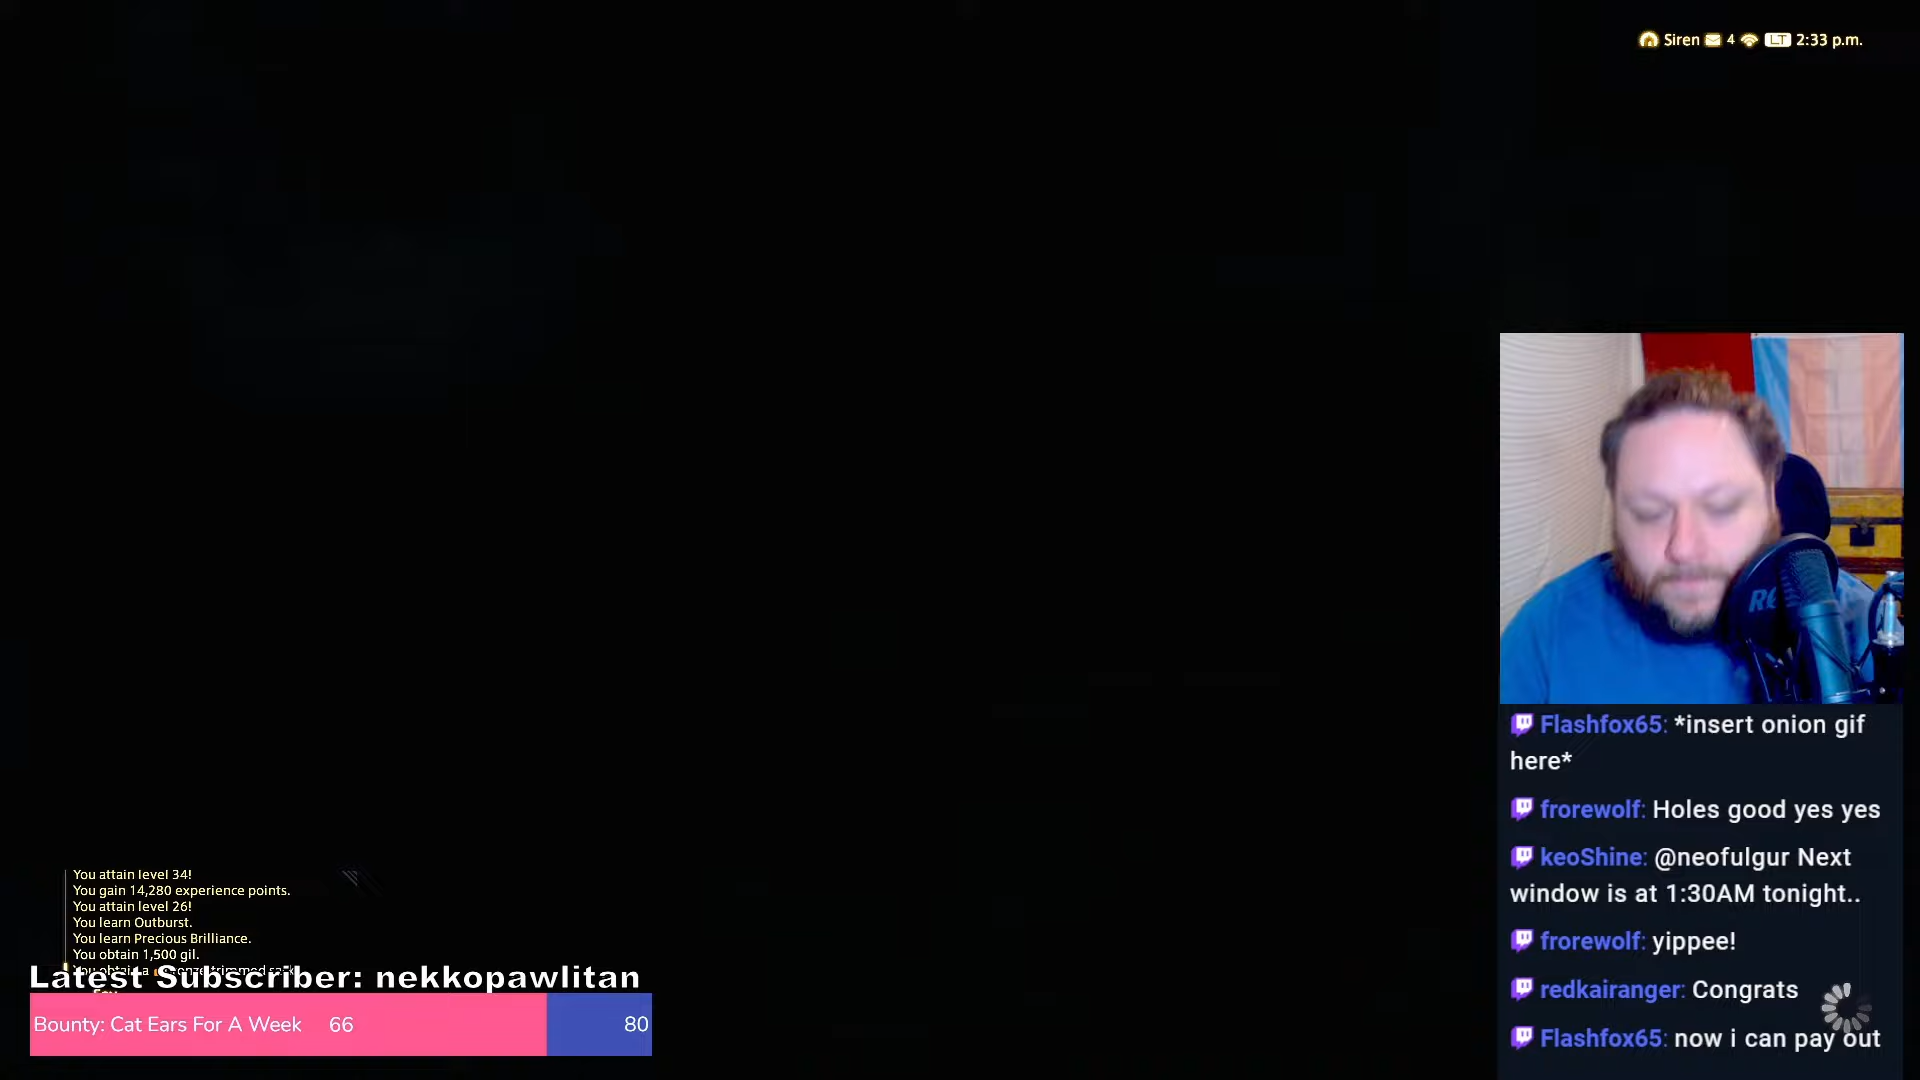 Siren 4 LT 2:33 p.m.
Flashfox65: *insert onion gif
here*
frorewolf: Holes good yes yes
keoShine: @neofulgur Next
window is at 1:30AM tonight..
frorewolf: yippee!
redkairanger: Congrats
Flashfox65: now i can pay out
You attain level 34!
You gain 14,280 experience points.
You attain level 26!
You learn Outburst.
You learn Precious Brilliance.
You obtain 1,500 gil.
You obtain a
Latest Subscriber: nekkopawlitan
Bounty: Cat Ears For A Week 66 80